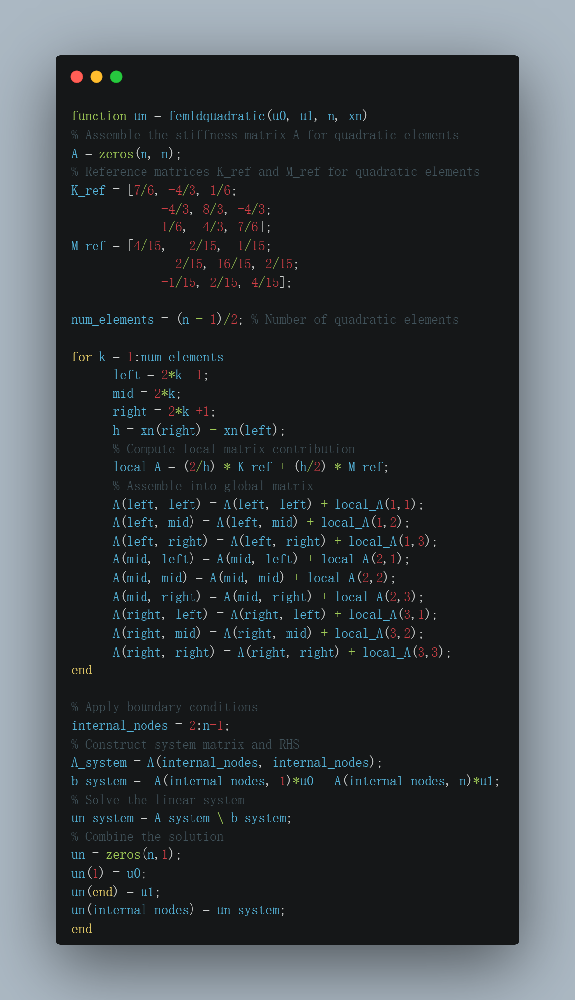 function un = fem1dquadratic(u0, u1, n, xn)
% Assemble the stiffness matrix A for quadratic elements
A = zeros(n, n);
% Reference matrices K_ref and M_ref for quadratic elements
K_ref = [7/6, -4/3, 1/6;
             -4/3, 8/3, -4/3;
             1/6, -4/3, 7/6];
M_ref = [4/15,   2/15, -1/15;
               2/15, 16/15, 2/15;
             -1/15, 2/15, 4/15];

num_elements = (n - 1)/2; % Number of quadratic elements

for k = 1:num_elements
      left = 2*k -1;
      mid = 2*k;
      right = 2*k +1;
      h = xn(right) - xn(left);
      % Compute local matrix contribution
      local_A = (2/h) * K_ref + (h/2) * M_ref;
      % Assemble into global matrix
      A(left, left) = A(left, left) + local_A(1,1);
      A(left, mid) = A(left, mid) + local_A(1,2);
      A(left, right) = A(left, right) + local_A(1,3);
      A(mid, left) = A(mid, left) + local_A(2,1);
      A(mid, mid) = A(mid, mid) + local_A(2,2);
      A(mid, right) = A(mid, right) + local_A(2,3);
      A(right, left) = A(right, left) + local_A(3,1);
      A(right, mid) = A(right, mid) + local_A(3,2);
      A(right, right) = A(right, right) + local_A(3,3);
end

% Apply boundary conditions
internal_nodes = 2:n-1;
% Construct system matrix and RHS
A_system = A(internal_nodes, internal_nodes);
b_system = -A(internal_nodes, 1)*u0 - A(internal_nodes, n)*u1;
% Solve the linear system
un_system = A_system \ b_system;
% Combine the solution
un = zeros(n,1);
un(1) = u0;
un(end) = u1;
un(internal_nodes) = un_system;
end